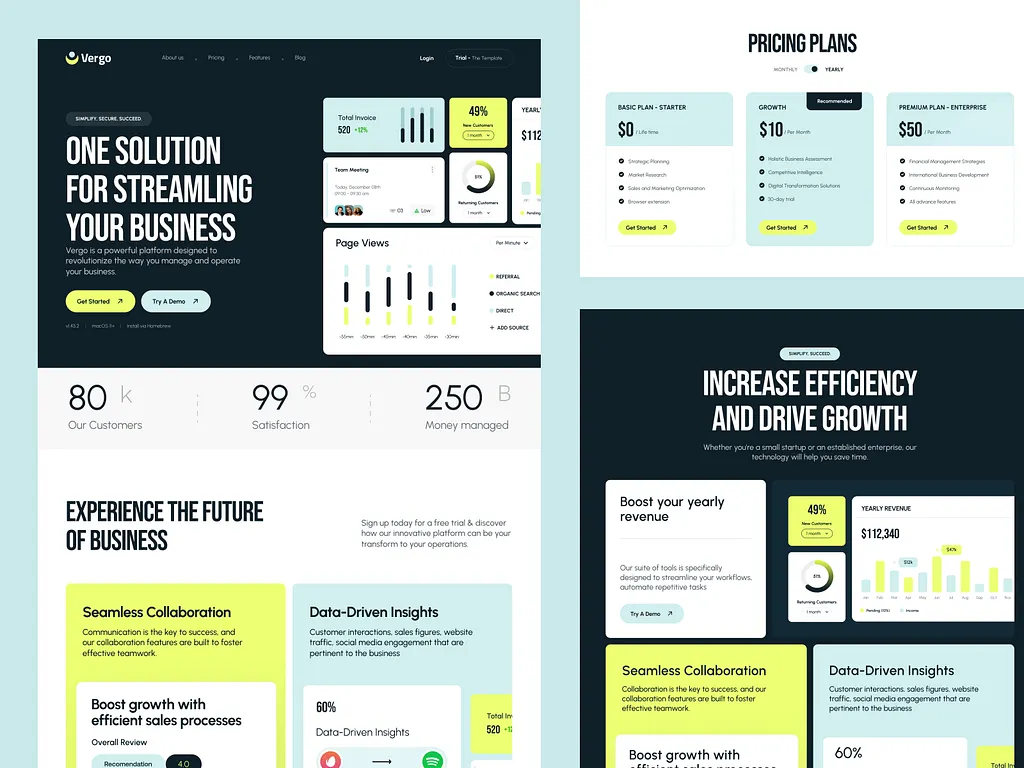 Vergo
About us
Pricing
Features
Blog
Login
Trial - The Template
SIMPLIFY. SECURE. SUCCEED.
ONE SOLUTION
FOR STREAMLING
YOUR BUSINESS
Vergo is a powerful platform designed to
revolutionize the way you manage and operate
your business.
Get Started
Try A Demo
v1.43.2 | macOS 11+ | Install via Homebrew
Total Invoice
520 +12%
49%
New Customers
1 month
YEARL
$112
Team Meeting
Today, December 18th
09:00 - 09:30 am
03
Low
51%
Returning Customers
1 month
Pending
Page Views
Per Minute
REFERRAL
ORGANIC SEARCH
DIRECT
+ ADD SOURCE
80 k
Our Customers
99 %
Satisfaction
250 B
Money managed
EXPERIENCE THE FUTURE
OF BUSINESS
Sign up today for a free trial & discover
how our innovative platform can be your
transform to your operations.
Seamless Collaboration
Communication is the key to success, and
our collaboration features are built to foster
effective teamwork.
Boost growth with
efficient sales processes
Overall Review
Recomendation
4.0
Data-Driven Insights
Customer interactions, sales figures, website
traffic, social media engagement that are
pertinent to the business
60%
Data-Driven Insights
Total In
520 +12
PRICING PLANS
MONTHLY
YEARLY
BASIC PLAN - STARTER
$0 / Life time
Strategic Planning
Market Research
Sales and Marketing Optimization
Browser extension
Get Started
Recommended
GROWTH
$10 / Per Month
Holistic Business Assessment
Competitive Intelligence
Digital Transformation Solutions
30-day trial
Get Started
PREMIUM PLAN - ENTERPRISE
$50 / Per Month
Financial Management Strategies
International Business Development
Continuous Monitoring
All advance features
Get Started
SIMPLIFY. SUCCEED.
INCREASE EFFICIENCY
AND DRIVE GROWTH
Whether you're a small startup or an established enterprise, our
technology will help you save time.
Boost your yearly
revenue
Our suite of tools is specifically
designed to streamline your workflows,
automate repetitive tasks
Try A Demo
49%
New Customers
1 month
51%
Returning Customers
1 month
YEARLY REVENUE
$112,340
$12k
$47k
Jan Feb Mar Apr May Jun Jul Aug Sep Oct Nov
Pending (12%)
Income
Seamless Collaboration
Collaboration is the key to success, and our
collaboration features are built to foster
effective teamwork.
Boost growth with
Data-Driven Insights
Customer interactions, sales figures, website
traffic, social media engagement that are
pertinent to the business
60%
Total In